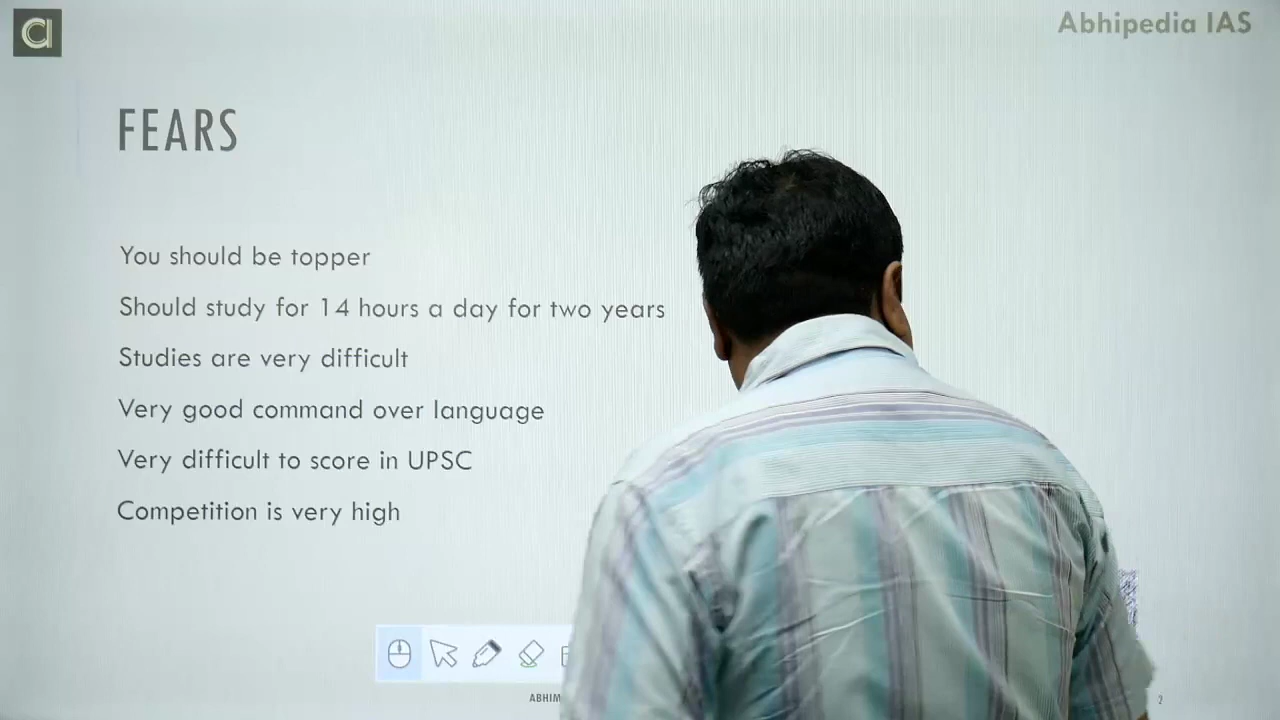 Abhipedia IAS
FEARS
You should be topper
Should study for 14 hours a day for two years
Studies are very difficult
Very good command over language
Very difficult to score in UPSC
Competition is very high
2